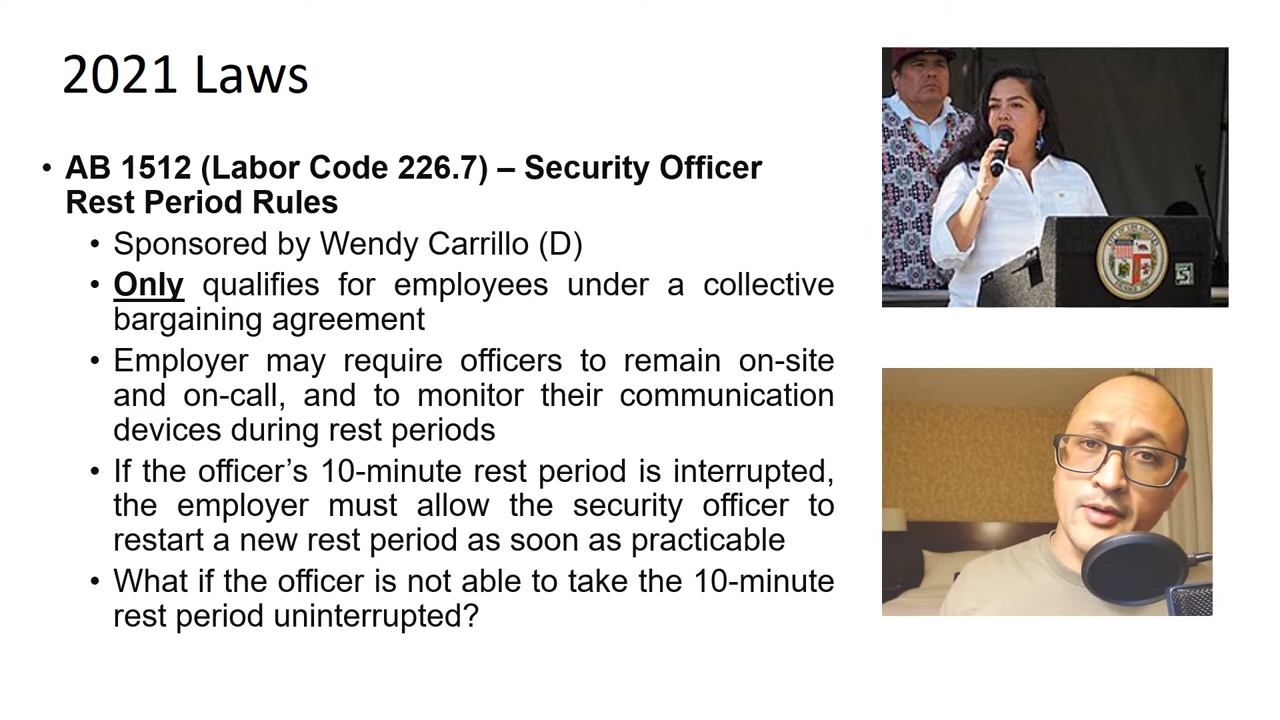 2021 Laws
• AB 1512 (Labor Code 226.7) – Security Officer
Rest Period Rules
• Sponsored by Wendy Carrillo (D)
• Only qualifies for employees under a collective
bargaining agreement
• Employer may require officers to remain on-site
and on-call, and to monitor their communication
devices during rest periods
• If the officer’s 10-minute rest period is interrupted,
the employer must allow the security officer to
restart a new rest period as soon as practicable
• What if the officer is not able to take the 10-minute
rest period uninterrupted?